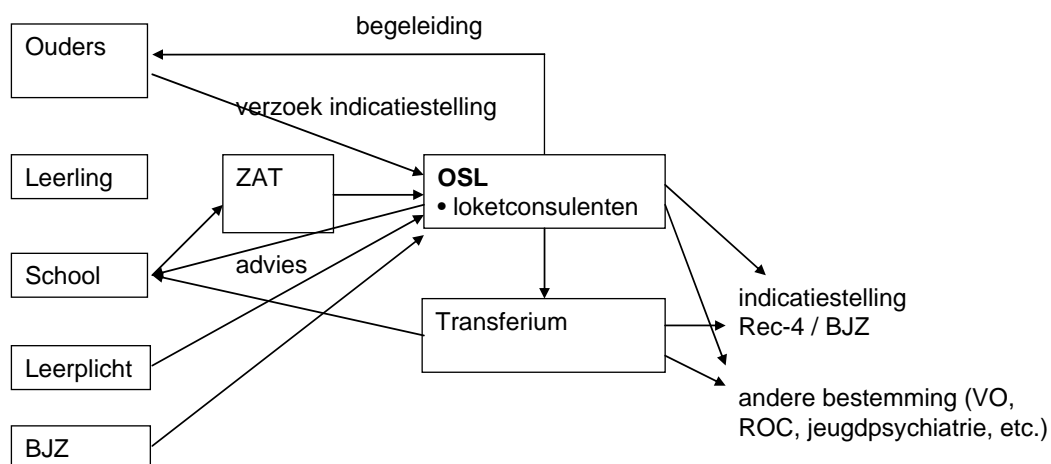 begeleiding
Ouders
verzoek indicatiestelling
Leerling
ZAT
OSL
• loketconsulenten
School
advies
Transferium
indicatiestelling
Rec-4 / BJZ
Leerplicht
andere bestemming (VO,
ROC, jeugdpsychiatrie, etc.)
BJZ